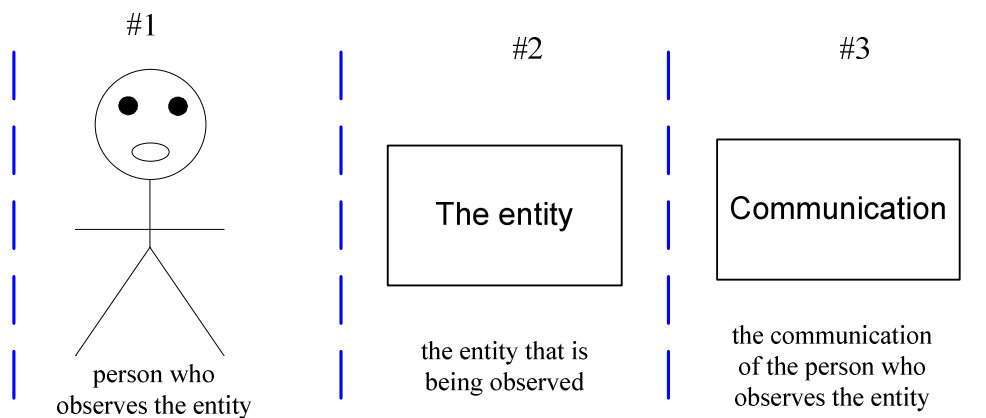 #1
person who
observes the entity
#2
The entity
the entity that is
being observed
#3
Communication
the communication
of the person who
observes the entity